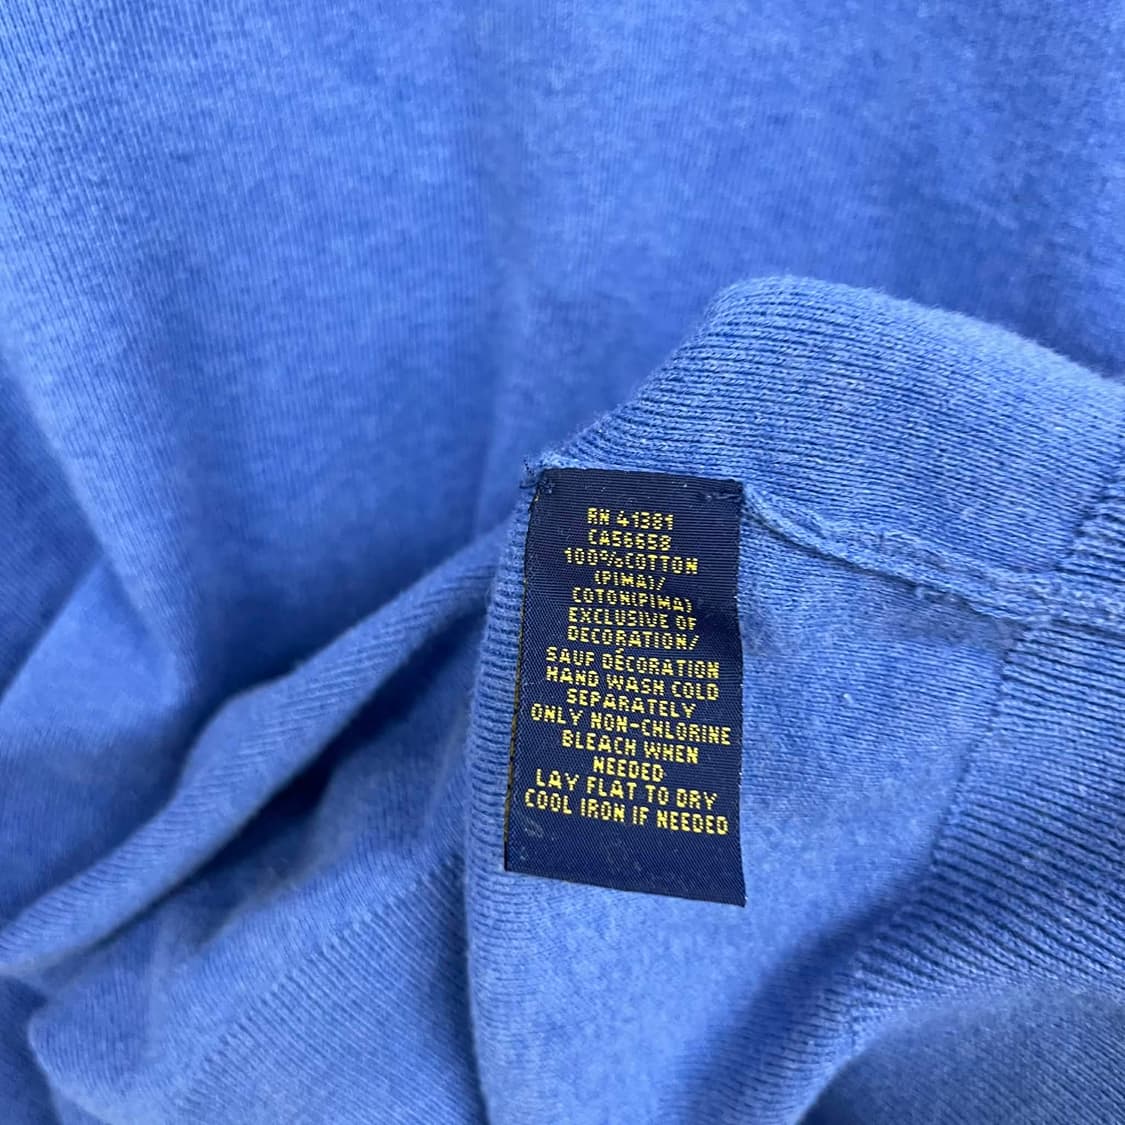 RN 41381
CA56658
100%COTTON
(PIMA)/
COTON(PIMA)
EXCLUSIVE OF
DECORATION/
SAUF DÉCORATION
HAND WASH COLD
SEPARATELY
ONLY NON-CHLORINE
BLEACH WHEN
NEEDED
LAY FLAT TO DRY
COOL IRON IF NEEDED